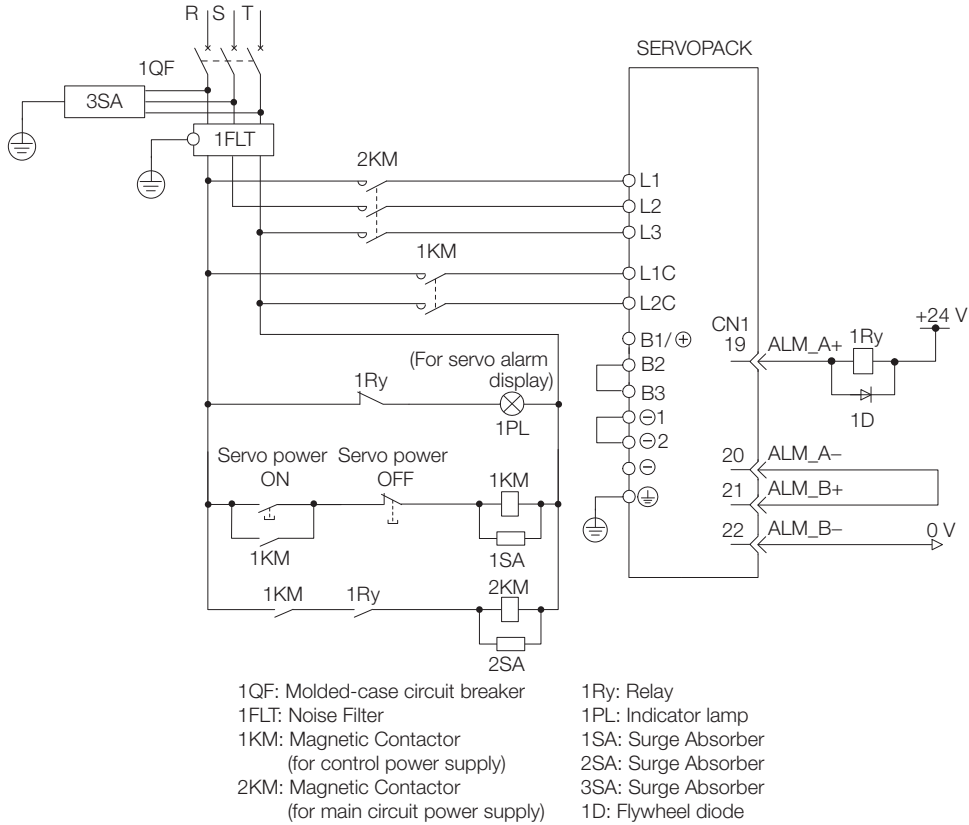 R S T
SERVOPACK
1QF
3SA
1FLT
2KM
L1
L2
L3
1KM
L1C
L2C
+24 V
CN1
B1/⊕
19 ALM_A+ 1Ry
(For servo alarm
display)
B2
1Ry
B3
1D
1PL
⊖1
⊖2
Servo power
ON
Servo power
OFF
20 ALM_A−
1KM
⊖
21 ALM_B+
1KM
1SA
22 ALM_B− 0 V
1KM 1Ry 2KM
2SA
1QF: Molded-case circuit breaker
1FLT: Noise Filter
1KM: Magnetic Contactor
(for control power supply)
2KM: Magnetic Contactor
(for main circuit power supply)
1Ry: Relay
1PL: Indicator lamp
1SA: Surge Absorber
2SA: Surge Absorber
3SA: Surge Absorber
1D: Flywheel diode